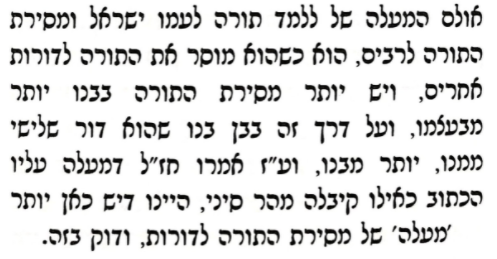 אולם המעלה של ללמד תורה לעמו ישראל ומסירת
התורה לרבים, הוא כשהוא מוסר את התורה לדורות
אחרים, ויש יותר מסירת התורה בבנו יותר
מבעצמו, ועל דרך זה בבן בנו שהוא דור שלישי
ממנו, יותר מבנו, וע״ז אמרו חז״ל דמעלה עליו
הכתוב כאילו קיבלה מהר סיני, היינו דיש כאן יותר
'מעלה' של מסירת התורה לדורות, ודוק בזה.